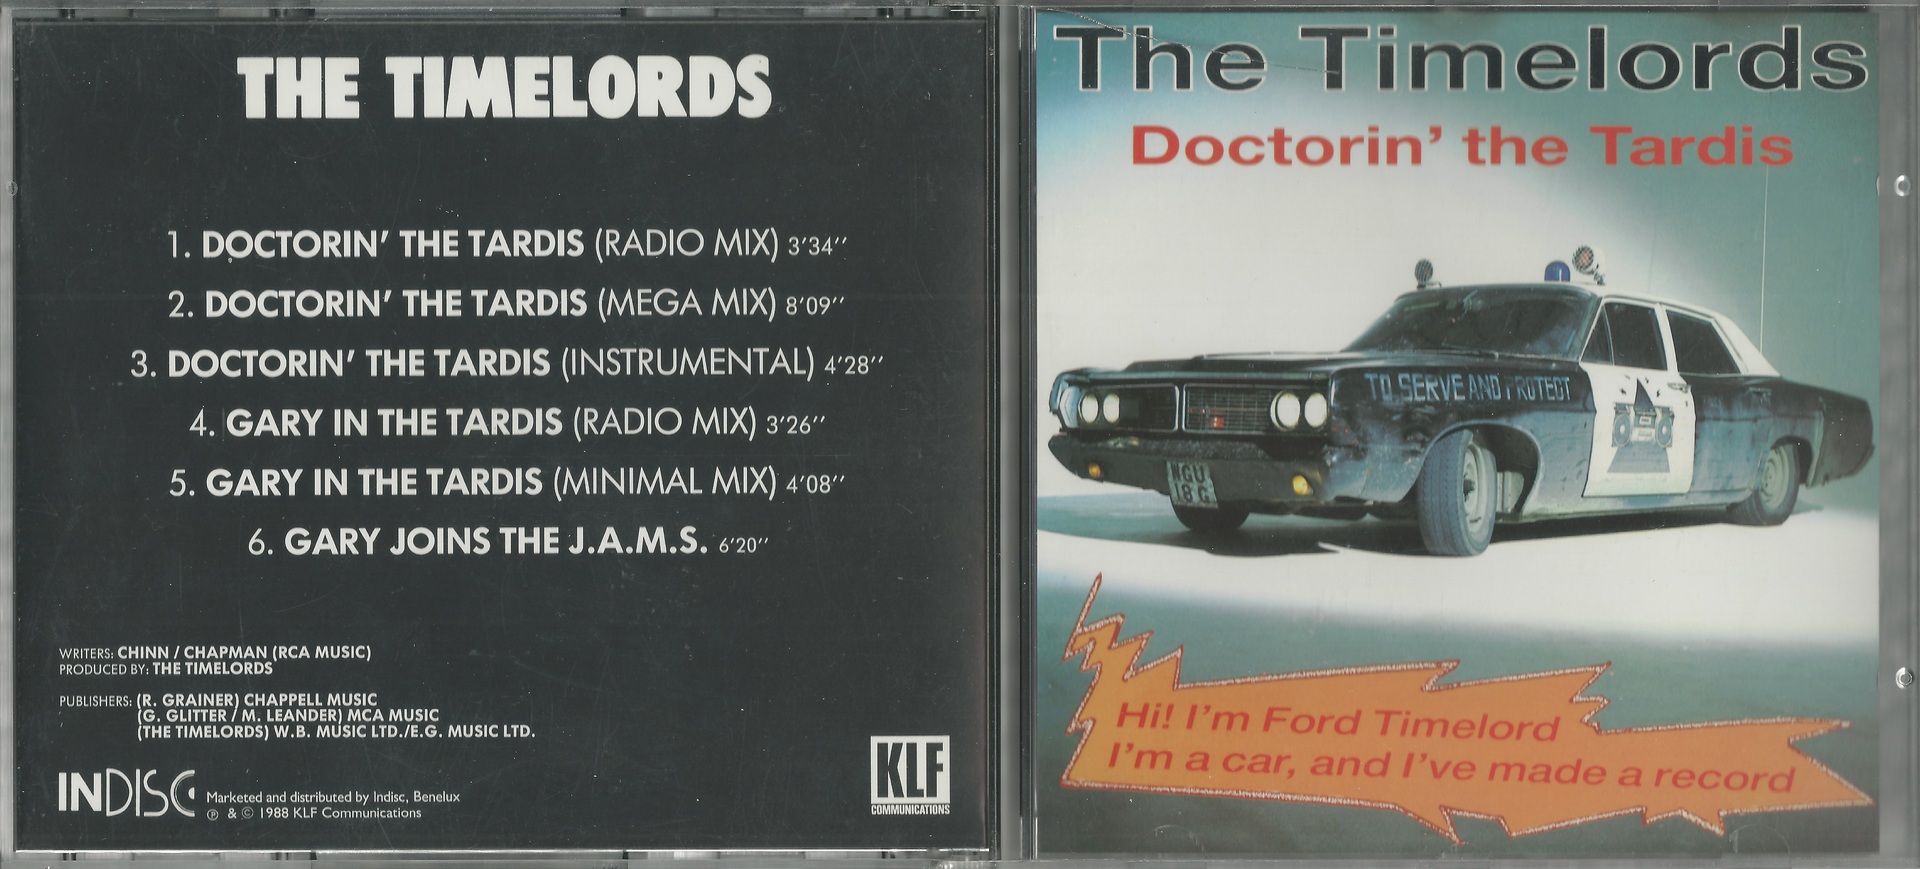 THE TIMELORDS
1. DOCTORIN' THE TARDIS (RADIO MIX) 3'34''
2. DOCTORIN' THE TARDIS (MEGA MIX) 8'09''
3. DOCTORIN' THE TARDIS (INSTRUMENTAL) 4'28''
4. GARY IN THE TARDIS (RADIO MIX) 3'26''
5. GARY IN THE TARDIS (MINIMAL MIX) 4'08''
6. GARY JOINS THE J.A.M.S. 6'20''
WRITERS: CHINN / CHAPMAN (RCA MUSIC)
PRODUCED BY: THE TIMELORDS
PUBLISHERS: (R. GRAINER) CHAPPELL MUSIC
(G. GLITTER / M. LEANDER) MCA MUSIC
(THE TIMELORDS) W.B. MUSIC LTD./E.G. MUSIC LTD.
INDISC
Marketed and distributed by Indisc, Benelux
℗ & © 1988 KLF Communications
KLF
COMMUNICATIONS
The Timelords
Doctorin' the Tardis
TO SERVE AND PROTECT
WGU
18 G
Hi! I'm Ford Timelord
I'm a car, and I've made a record